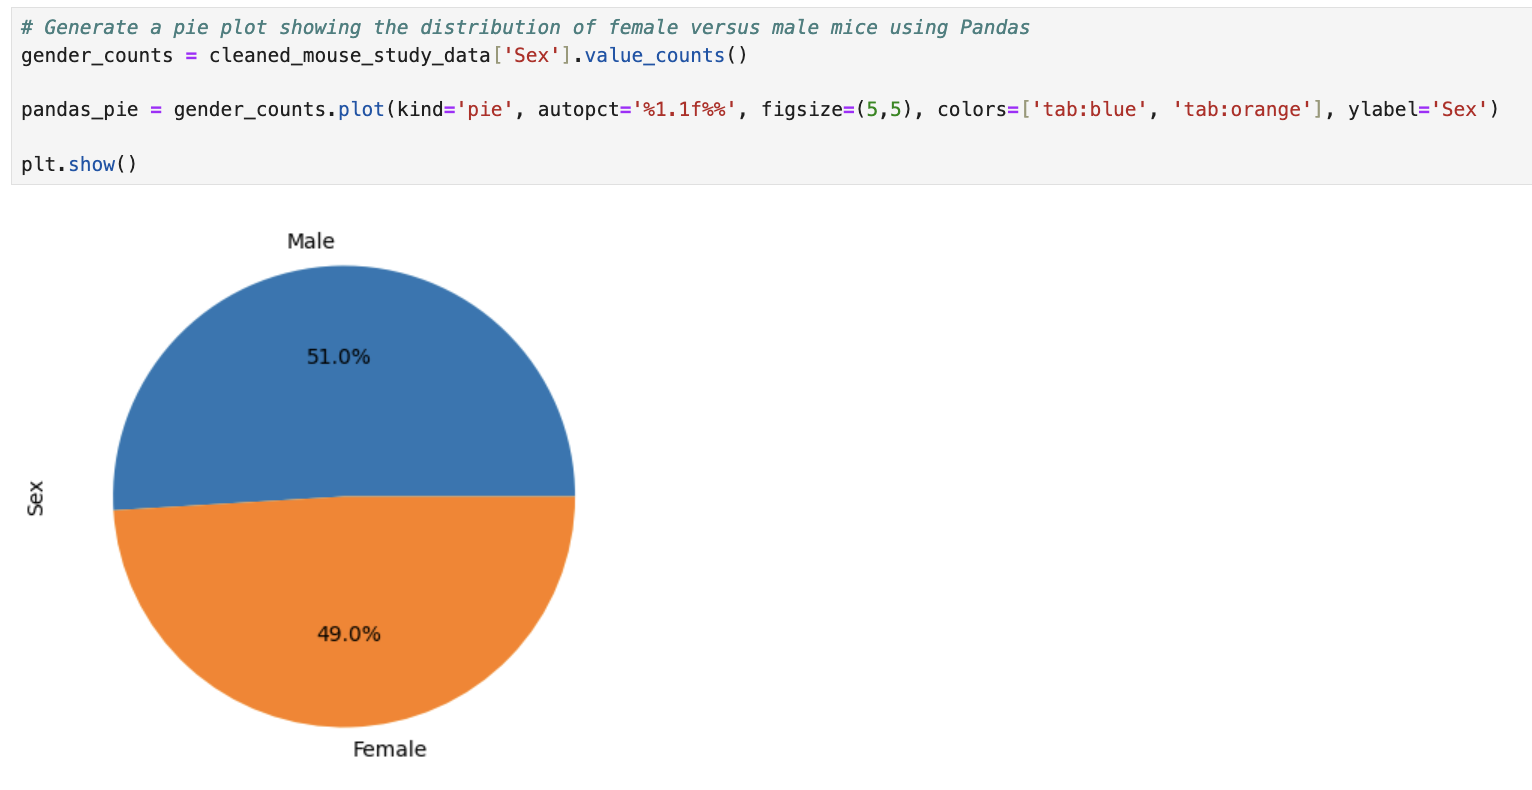 # Generate a pie plot showing the distribution of female versus male mice using Pandas
gender_counts = cleaned_mouse_study_data['Sex'].value_counts()
pandas_pie = gender_counts.plot(kind='pie', autopct='%1.1f%%', figsize=(5,5), colors=['tab:blue', 'tab:orange'], ylabel='Sex')
plt.show()
Male
51.0%
Sex
49.0%
Female